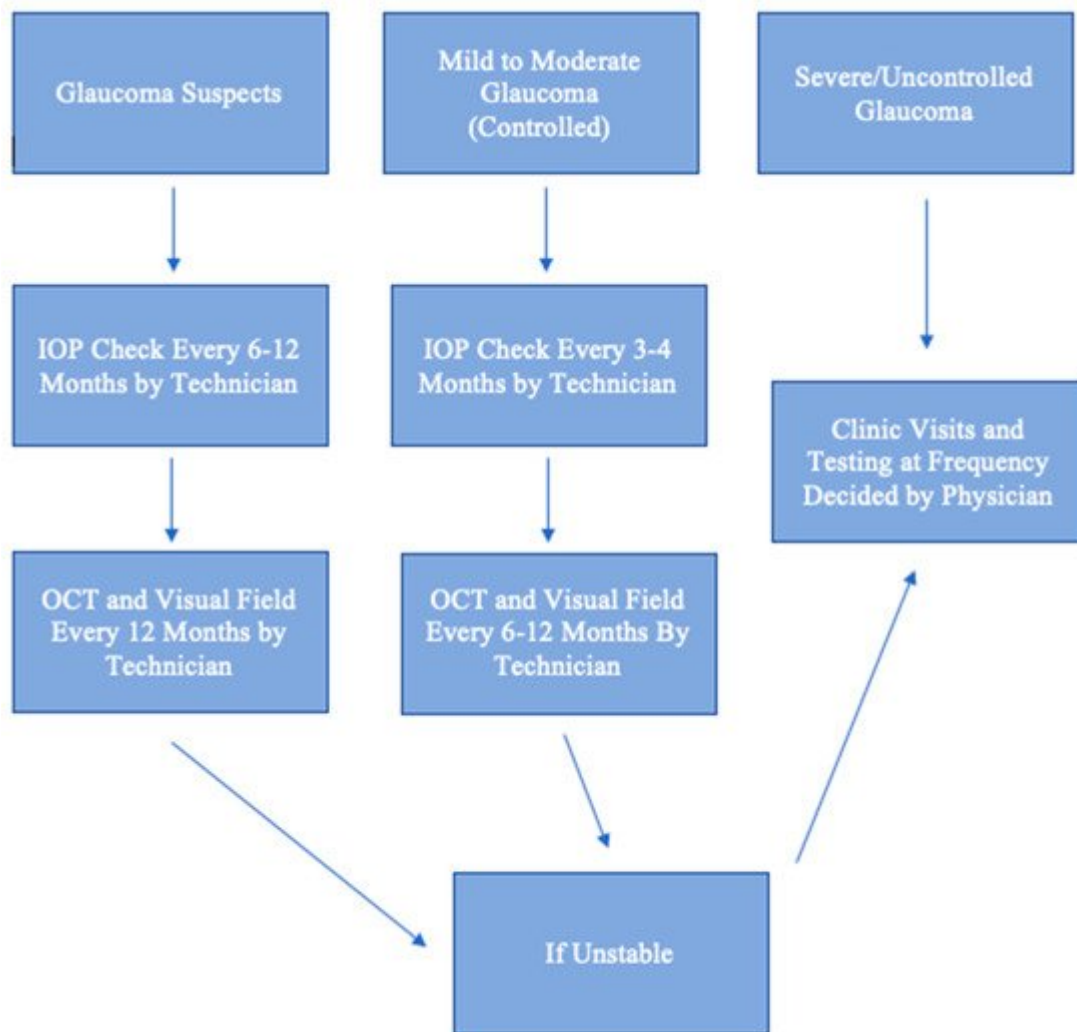 Glaucoma Suspects
Mild to Moderate
Glaucoma
(Controlled)
Severe/Uncontrolled
Glaucoma
IOP Check Every 6-12
Months by Technician
IOP Check Every 3-4
Months by Technician
Clinic Visits and
Testing at Frequency
Decided by Physician
OCT and Visual Field
Every 12 Months by
Technician
OCT and Visual Field
Every 6-12 Months By
Technician
If Unstable